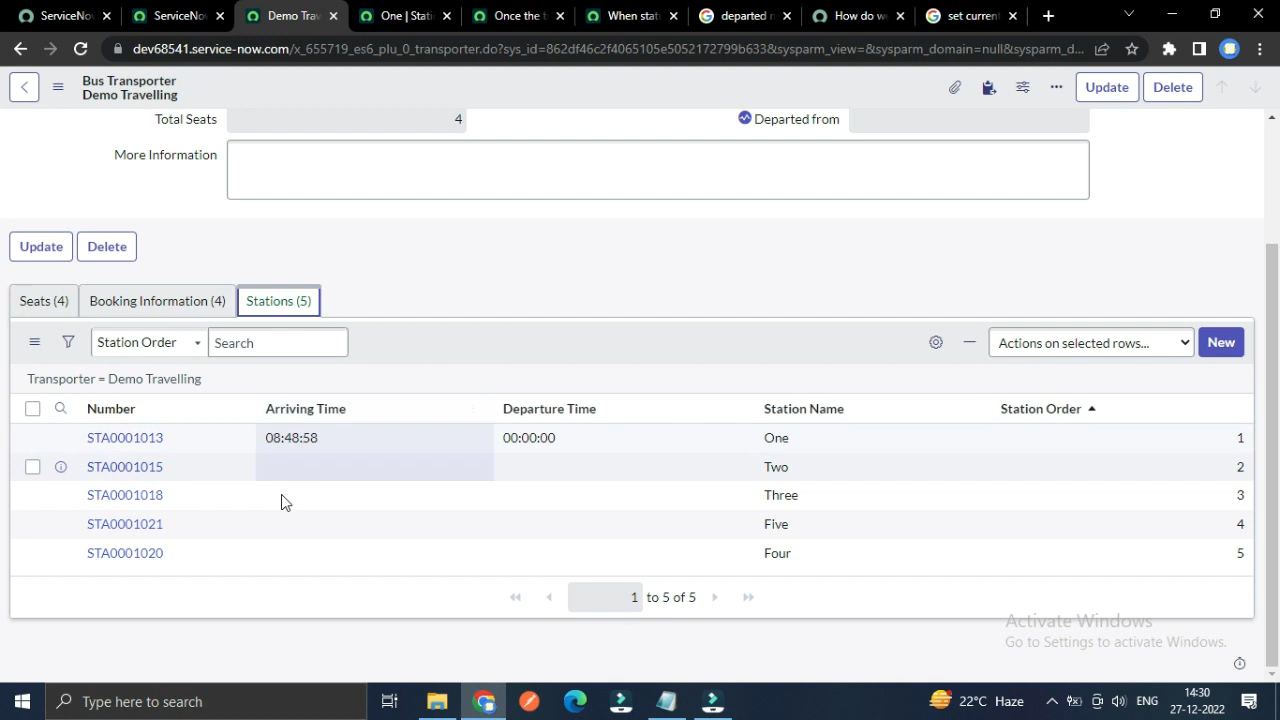 ServiceNov
ServiceNov
Demo Trav
One | Stati
Once the t
When stat
departed n
How do we
set current
dev68541.service-now.com/x_655719_es6_plu_0_transporter.do?sys_id=862df46c2f4065105e5052172799b633&sysparm_view=&sysparm_domain=null&sysparm_d...
Bus Transporter
Demo Travelling
Update
Delete
Total Seats
4
Departed from
More Information
Update
Delete
Seats (4)
Booking Information (4)
Stations (5)
Station Order
Search
Actions on selected rows...
New
Transporter = Demo Travelling
Number Arriving Time Departure Time Station Name Station Order
STA0001013 08:48:58 00:00:00 One 1
STA0001015 Two 2
STA0001018 Three 3
STA0001021 Five 4
STA0001020 Four 5
1 to 5 of 5
Activate Windows
Go to Settings to activate Windows.
Type here to search
22°C Haze
ENG
14:30
27-12-2022